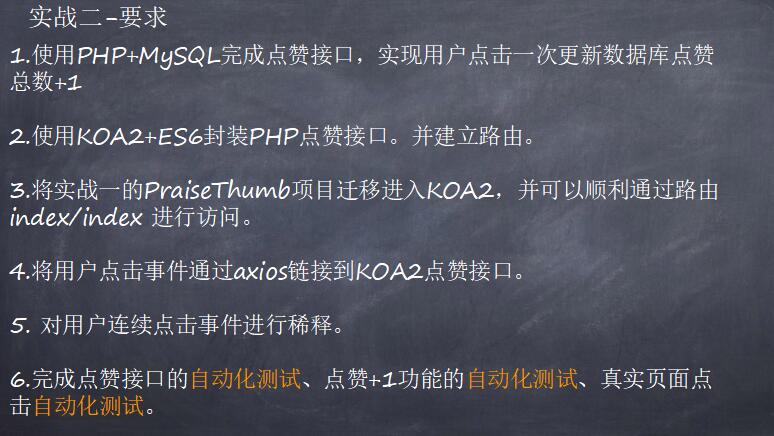 实战二-要求
1.使用PHP+MySQL完成点赞接口，实现用户点击一次更新数据库点赞
总数+1
2.使用KOA2+ES6封装PHP点赞接口。并建立路由。
3.将实战一的PraiseThumb项目迁移进入KOA2，并可以顺利通过路由
index/index 进行访问。
4.将用户点击事件通过axios链接到KOA2点赞接口。
5. 对用户连续点击事件进行稀释。
6.完成点赞接口的自动化测试、点赞+1功能的自动化测试、真实页面点
击自动化测试。